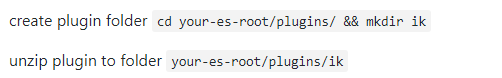 create plugin folder cd your-es-root/plugins/ && mkdir ik
unzip plugin to folder your-es-root/plugins/ik